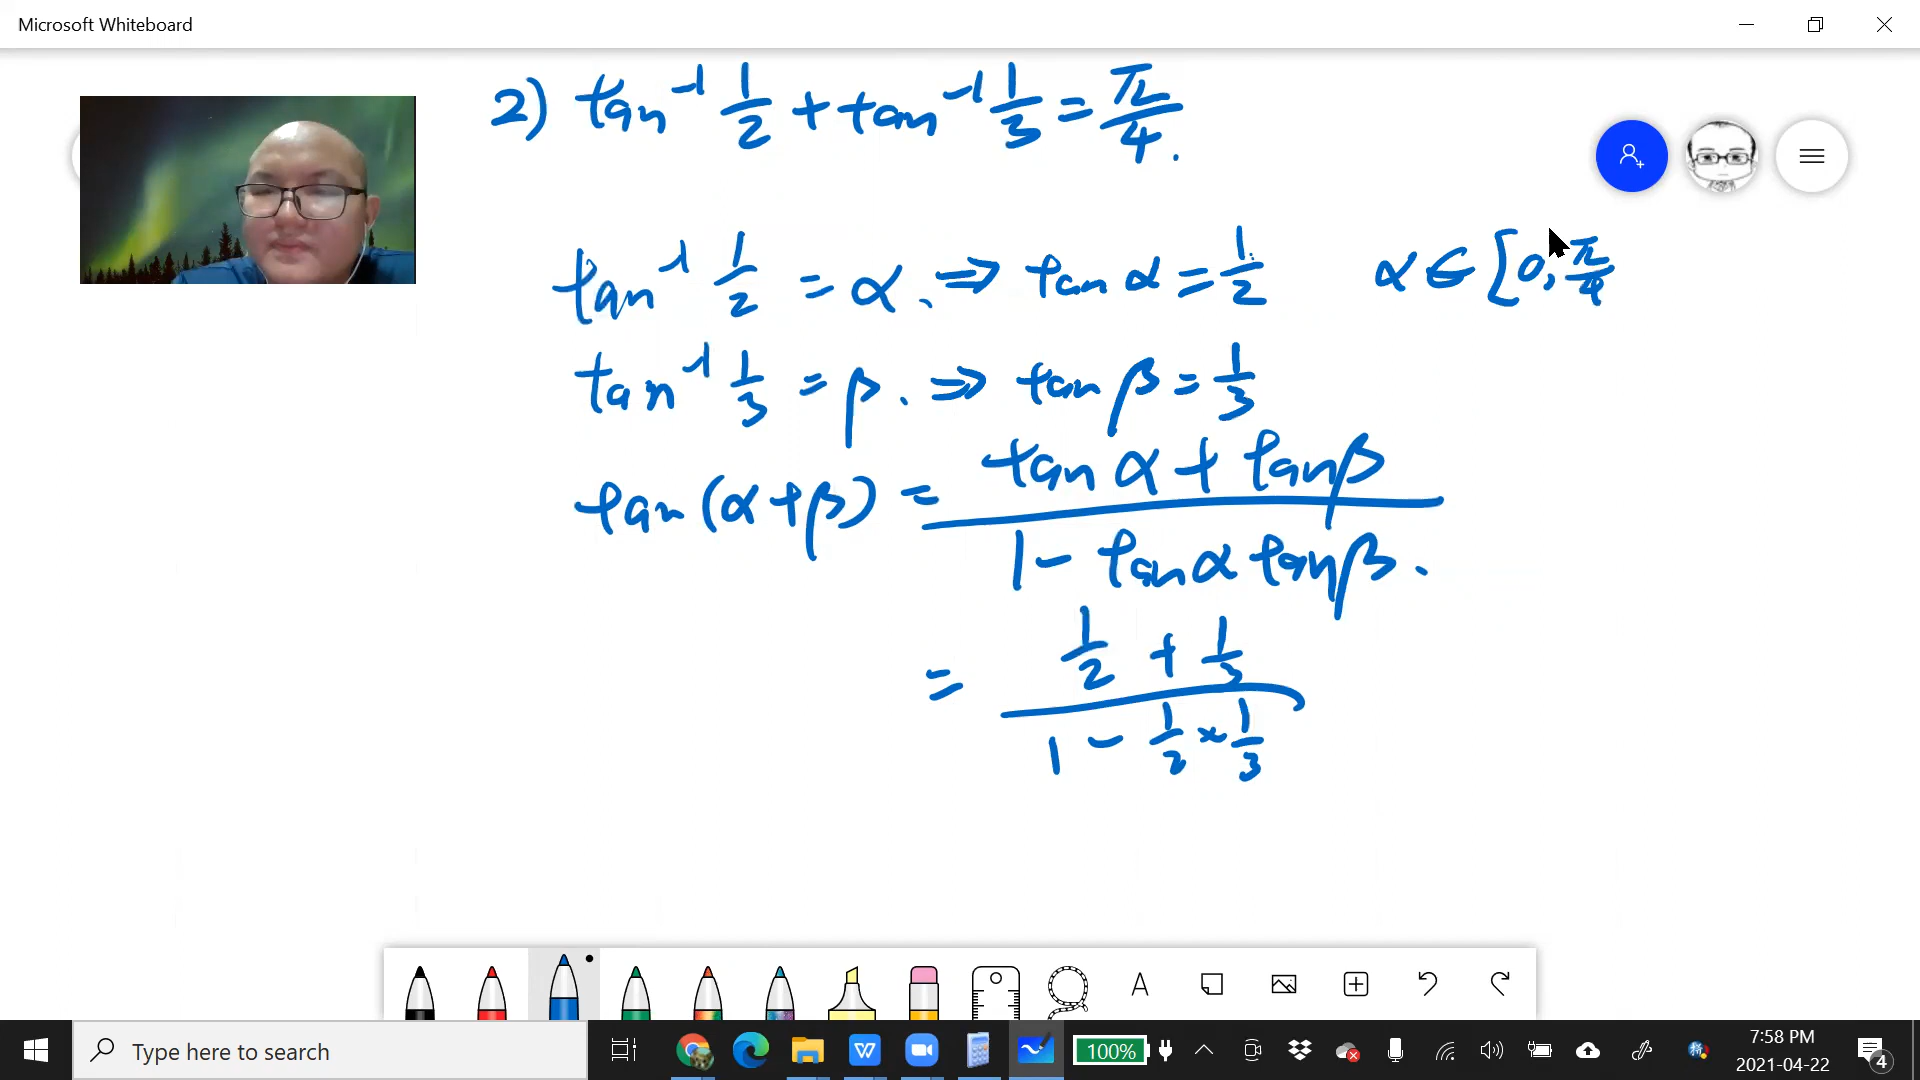 Microsoft Whiteboard
2) tan⁻¹ 1/2 + tan⁻¹ 1/3 = π/4.
tan⁻¹ 1/2 = α. ⇒ tan α = 1/2
α ∈ [0, π/4
tan⁻¹ 1/3 = β. ⇒ tan β = 1/3
tan (α + β) = (tan α + tan β)/(1 - tan α tan β).
= (1/2 + 1/3)/(1 - 1/2 × 1/3)
A
Type here to search
W
100%
7:58 PM
2021-04-22
4